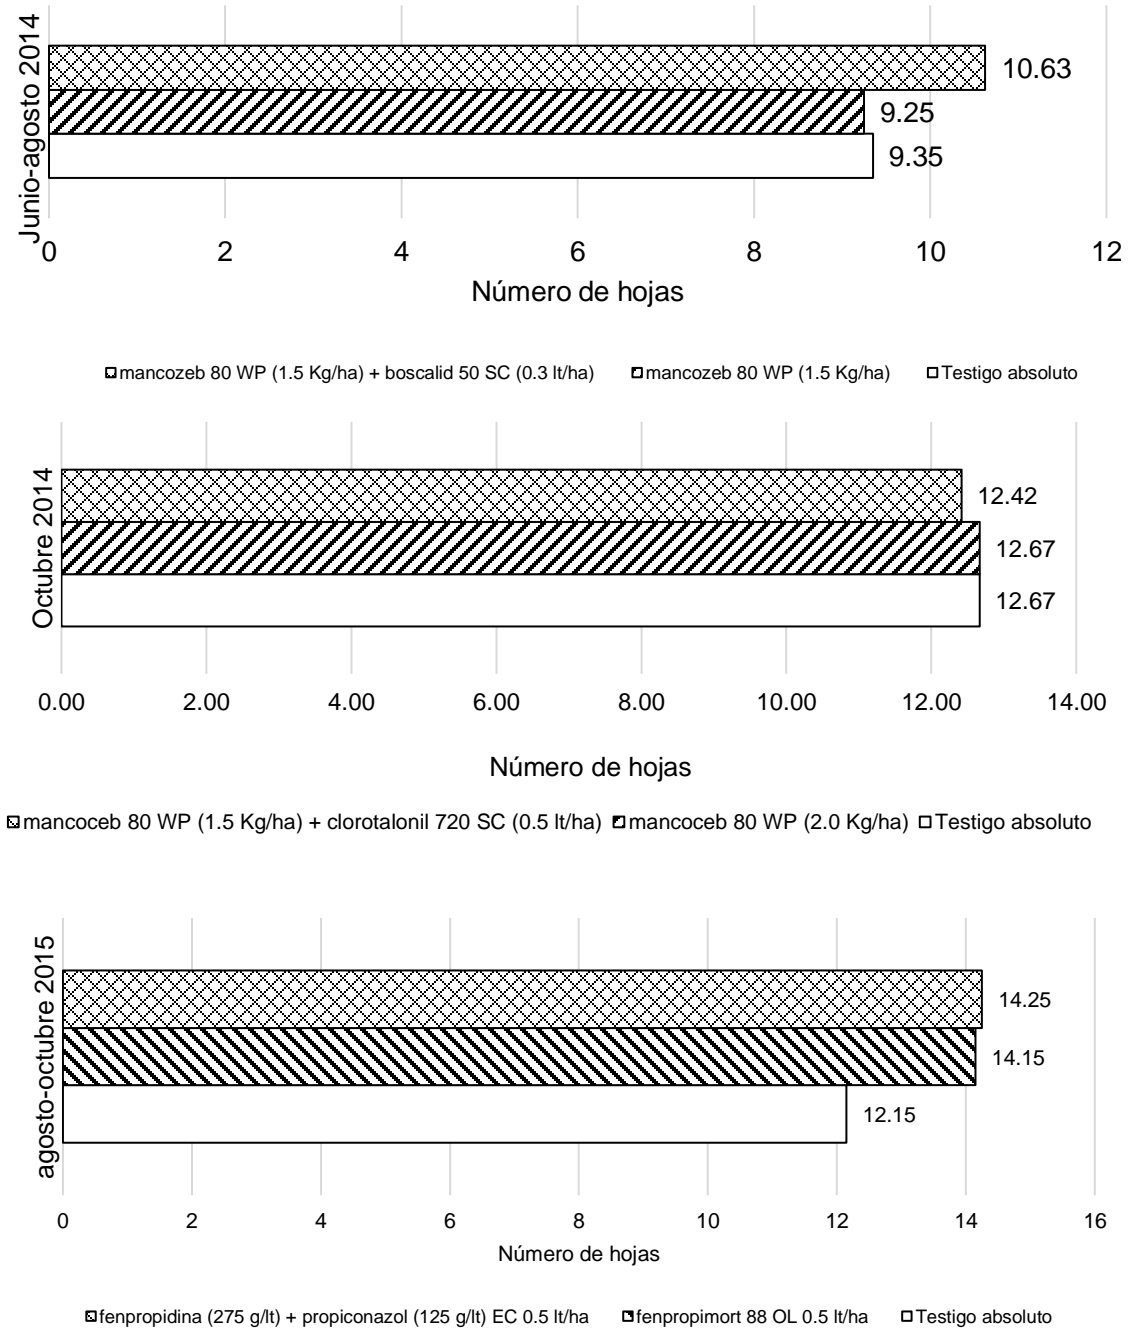 Junio-agosto 2014
10.63
9.25
9.35
0 2 4 6 8 10 12
Número de hojas
mancozeb 80 WP (1.5 Kg/ha) + boscalid 50 SC (0.3 lt/ha) mancozeb 80 WP (1.5 Kg/ha) Testigo absoluto
Octubre 2014
12.42
12.67
12.67
0.00 2.00 4.00 6.00 8.00 10.00 12.00 14.00
Número de hojas
mancoceb 80 WP (1.5 Kg/ha) + clorotalonil 720 SC (0.5 lt/ha) mancoceb 80 WP (2.0 Kg/ha) Testigo absoluto
agosto-octubre 2015
14.25
14.15
12.15
0 2 4 6 8 10 12 14 16
Número de hojas
fenpropidina (275 g/lt) + propiconazol (125 g/lt) EC 0.5 lt/ha fenpropimort 88 OL 0.5 lt/ha Testigo absoluto